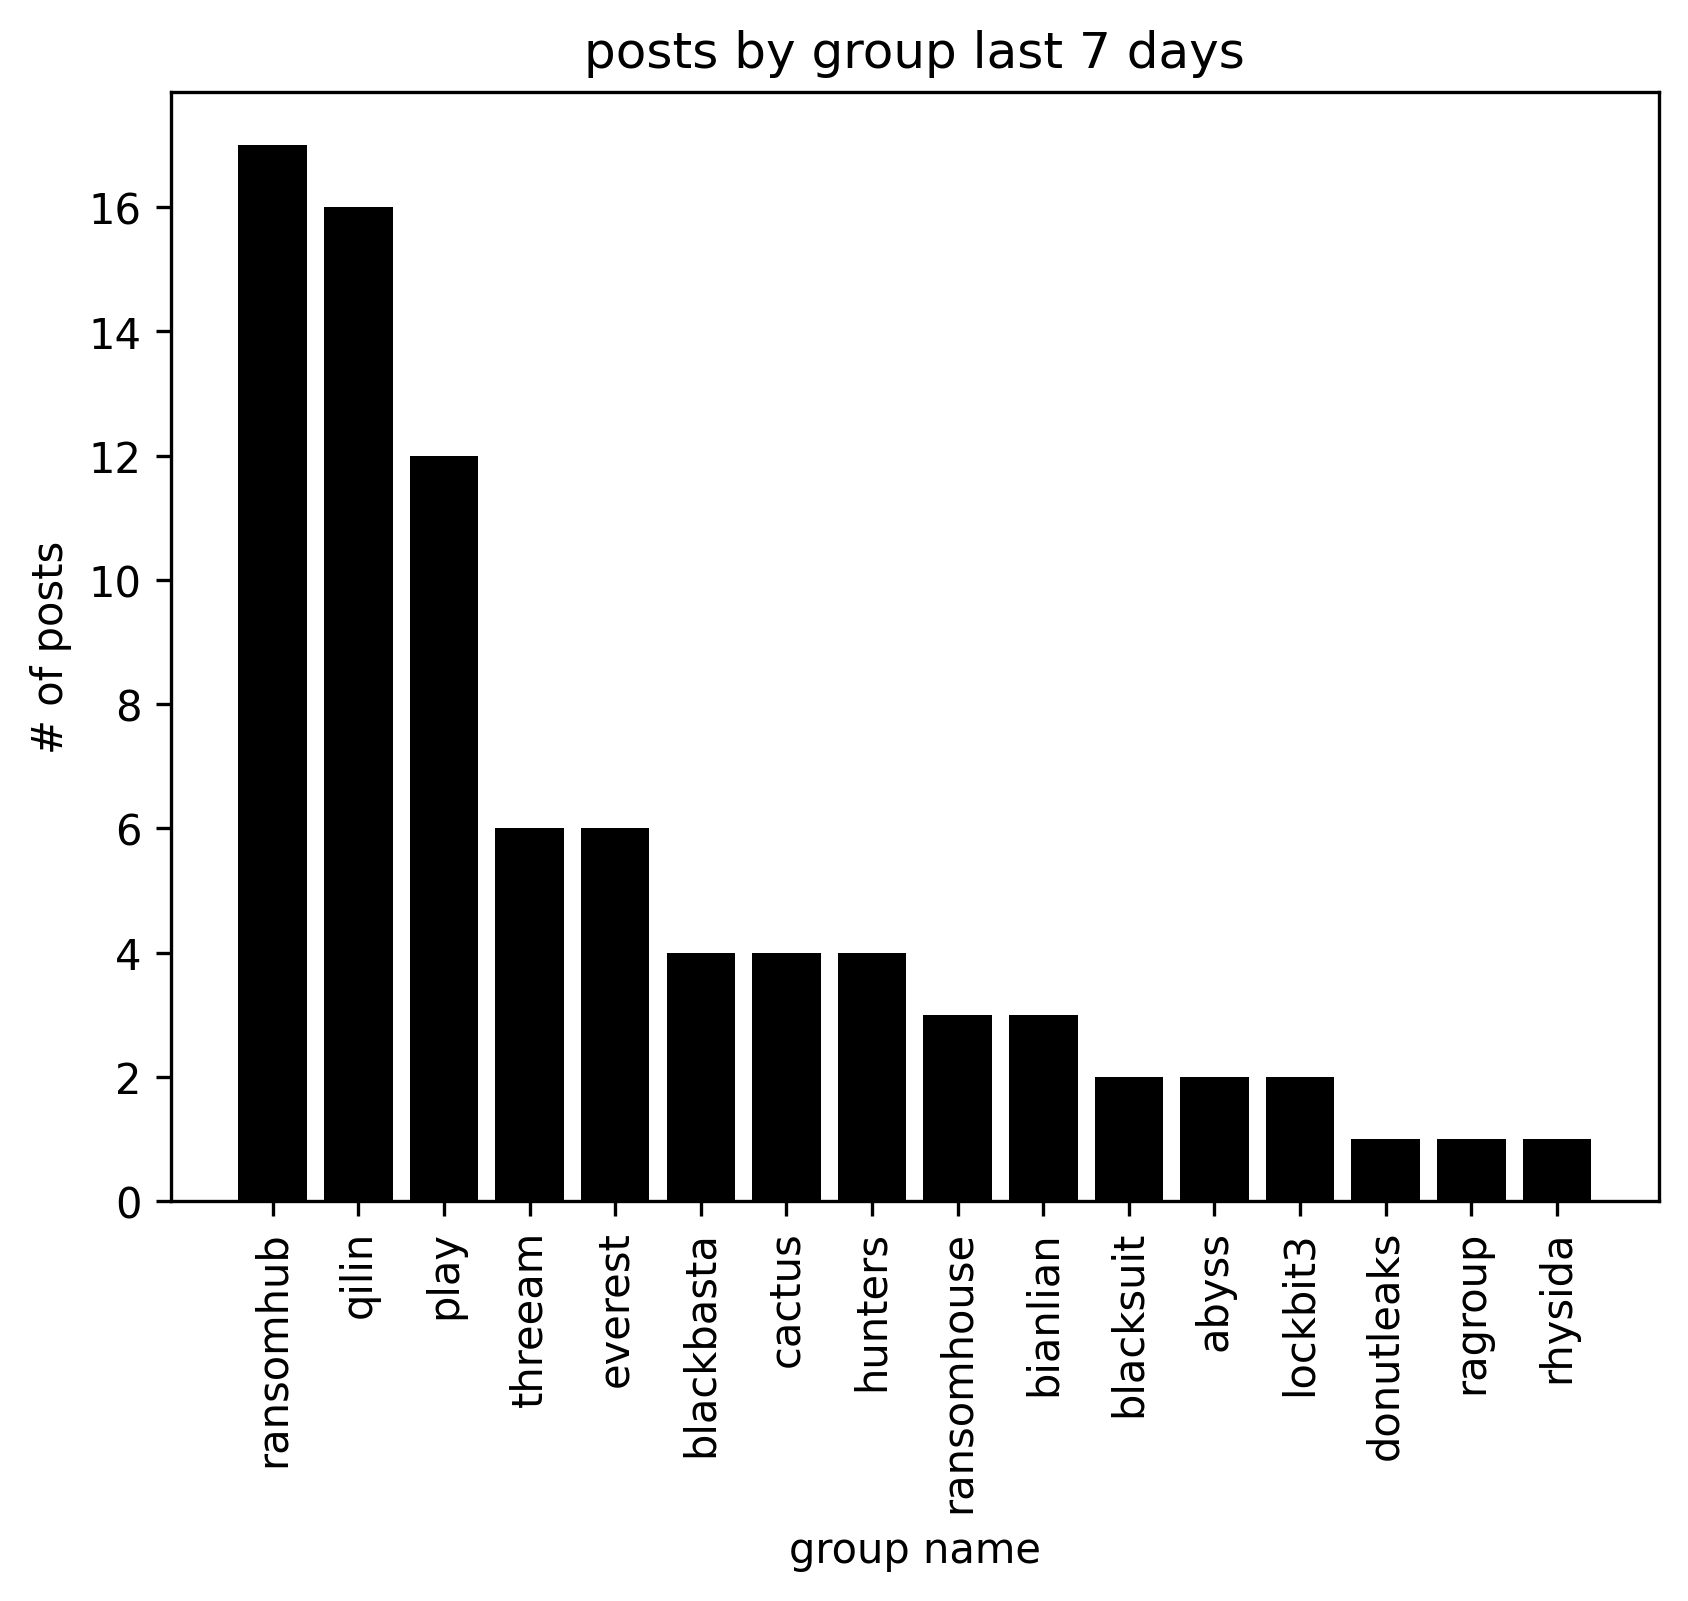 posts by group last 7 days
# of posts
16
14
12
10
8
6
4
2
0
ransomhub
qilin
play
threeam
everest
blackbasta
cactus
hunters
ransomhouse
bianlian
blacksuit
abyss
lockbit3
donutleaks
ragroup
rhysida
group name